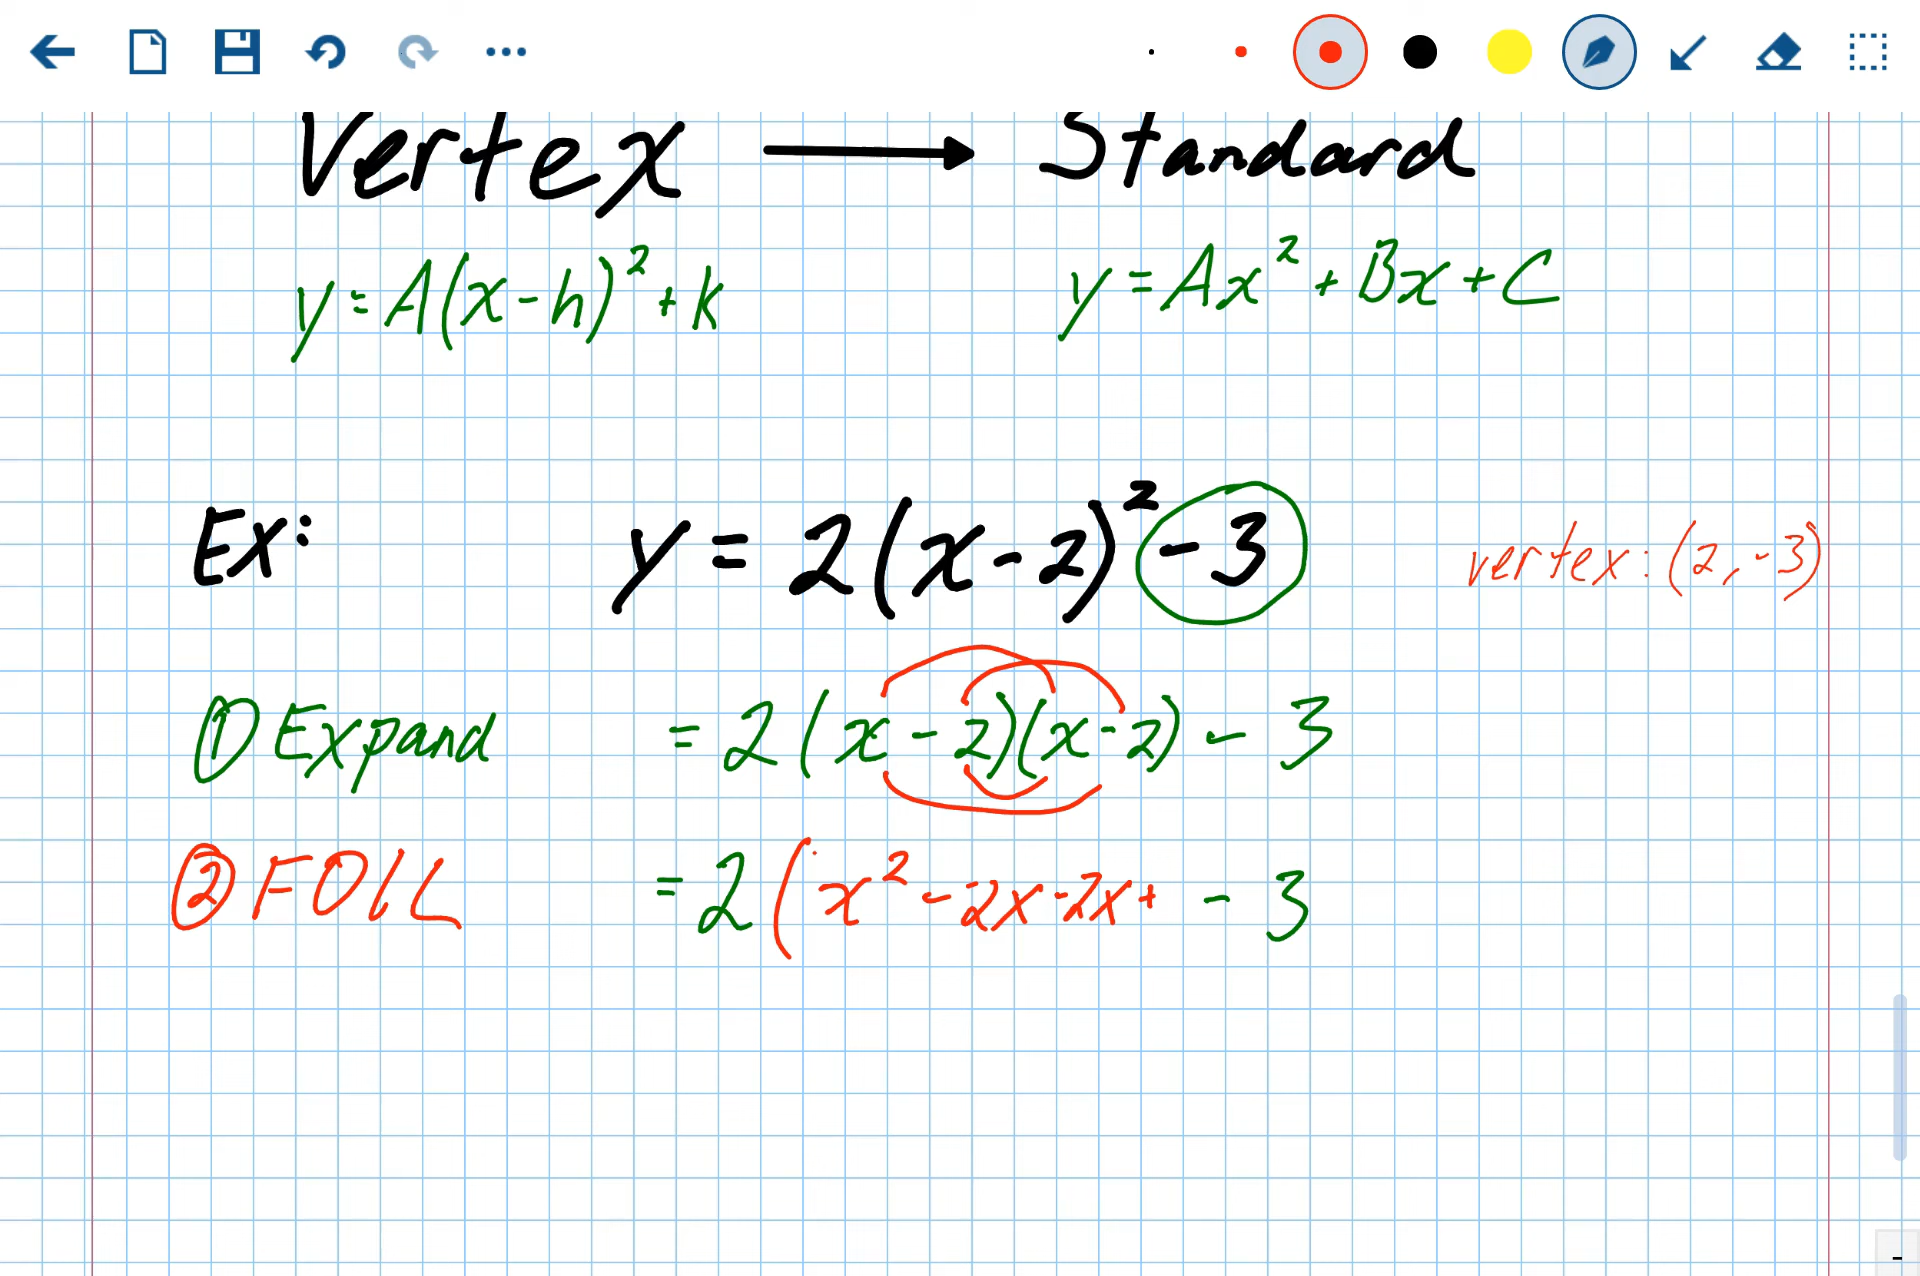 Vertex → Standard
y = A(x-h)² + k y = Ax² + Bx + C
Ex: y = 2(x-2)² - 3 vertex: (2, -3)
① Expand = 2(x - 2)(x - 2) - 3
② FOIL = 2(x² - 2x - 2x + - 3